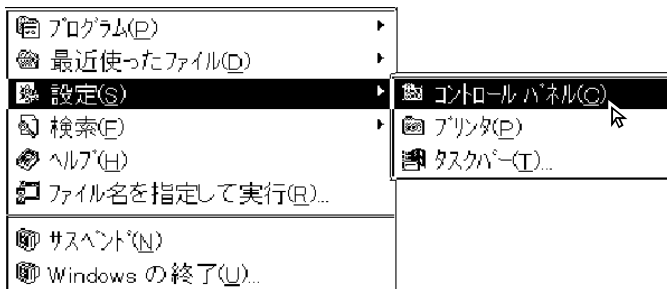 プログラム(P)
最近使ったファイル(D)
設定(S)
検索(F)
ヘルプ(H)
ファイル名を指定して実行(R)...
サスペンド(N)
Windows の終了(U)...
コントロール パネル(C)
プリンタ(P)
タスクバー(T)...